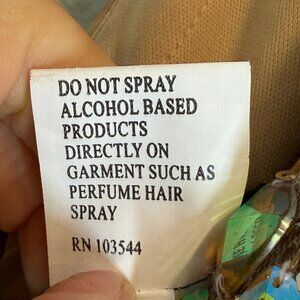 DO NOT SPRAY
ALCOHOL BASED
PRODUCTS
DIRECTLY ON
GARMENT SUCH AS
PERFUME HAIR
SPRAY
RN 103544